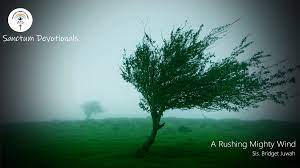 Sanctum Devotionals.
A Rushing Mighty Wind
Sis. Bridget Juwah